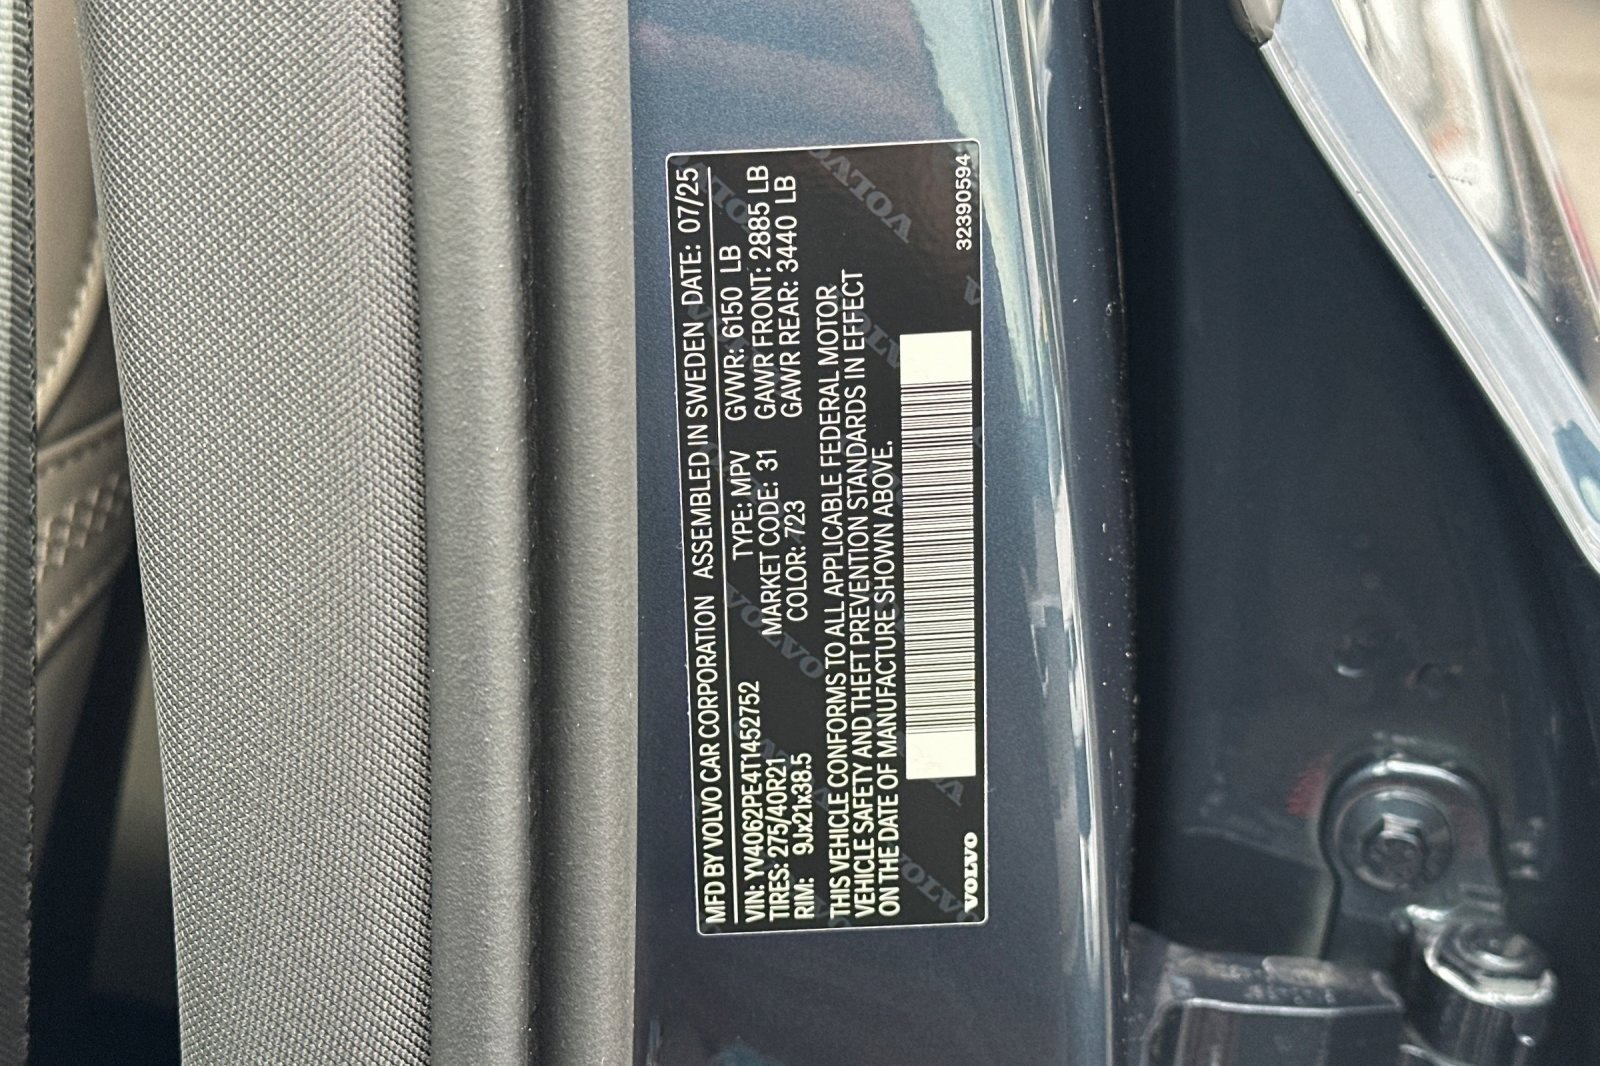 MFD BY VOLVO CAR CORPORATION ASSEMBLED IN SWEDEN DATE: 07/25
VIN: YV4062PE4T1452752 TYPE: MPV GVWR: 6150 LB
TIRES: 275/40R21 MARKET CODE: 31 GAWR FRONT: 2885 LB
RIM: 9Jx21x38.5 COLOR: 723 GAWR REAR: 3440 LB
THIS VEHICLE CONFORMS TO ALL APPLICABLE FEDERAL MOTOR
VEHICLE SAFETY AND THEFT PREVENTION STANDARDS IN EFFECT
ON THE DATE OF MANUFACTURE SHOWN ABOVE.
VOLVO 32390594